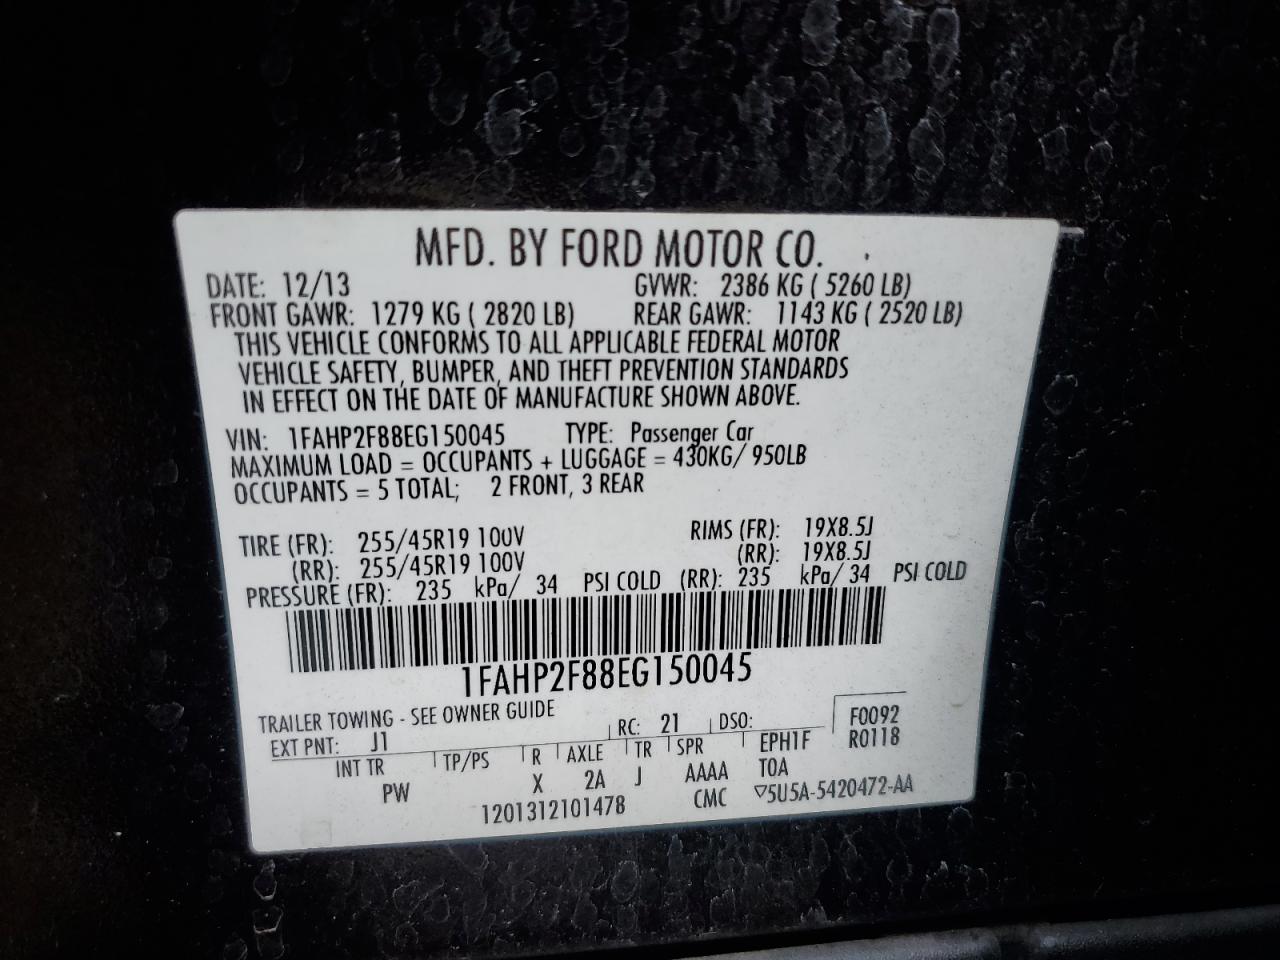 MFD. BY FORD MOTOR CO.
DATE: 12/13 GVWR: 2386 KG ( 5260 LB)
FRONT GAWR: 1279 KG ( 2820 LB) REAR GAWR: 1143 KG ( 2520 LB)
THIS VEHICLE CONFORMS TO ALL APPLICABLE FEDERAL MOTOR
VEHICLE SAFETY, BUMPER, AND THEFT PREVENTION STANDARDS
IN EFFECT ON THE DATE OF MANUFACTURE SHOWN ABOVE.
VIN: 1FAHP2F88EG150045 TYPE: Passenger Car
MAXIMUM LOAD = OCCUPANTS + LUGGAGE = 430KG/ 950LB
OCCUPANTS = 5 TOTAL; 2 FRONT, 3 REAR
TIRE (FR): 255/45R19 100V RIMS (FR): 19X8.5J
(RR): 255/45R19 100V (RR): 19X8.5J
PRESSURE (FR): 235 kPa/ 34 PSI COLD (RR): 235 kPa/ 34 PSI COLD
1FAHP2F88EG150045
TRAILER TOWING - SEE OWNER GUIDE
EXT PNT: J1 RC: 21 DSO: F0092
INT TR TP/PS R AXLE TR SPR EPH1F R0118
PW X 2A J AAAA T0A
1201312101478 CMC ▽5U5A-5420472-AA